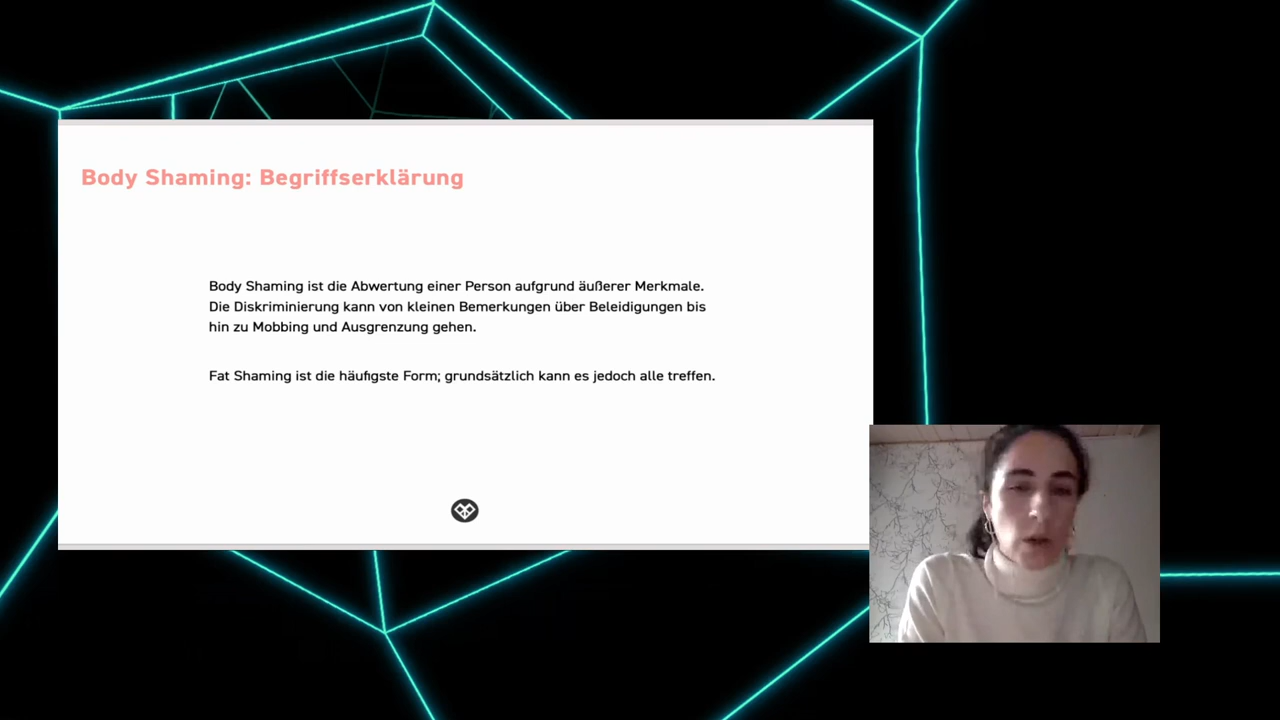 Body Shaming: Begriffserklärung
Body Shaming ist die Abwertung einer Person aufgrund äußerer Merkmale.
Die Diskriminierung kann von kleinen Bemerkungen über Beleidigungen bis
hin zu Mobbing und Ausgrenzung gehen.
Fat Shaming ist die häufigste Form; grundsätzlich kann es jedoch alle treffen.